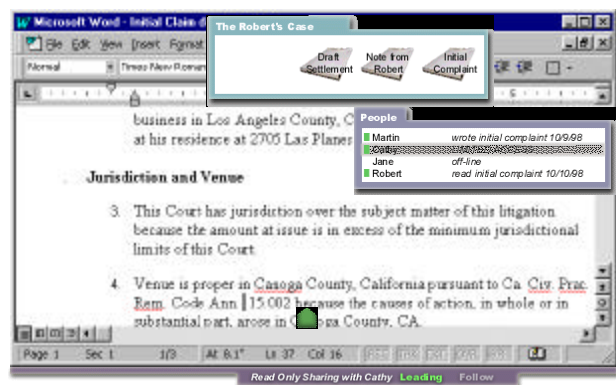 Microsoft Word - Initial Claim d
The Robert's Case
File Edit View Insert Format
Draft Settlement
Note from Robert
Initial Complaint
Normal Times New Roman
business in Los Angeles County, C
at his residence at 2705 Las Planes
People
Martin wrote initial complaint 10/9/98
Cathy
Jane off-line
Robert read initial complaint 10/10/98
Jurisdiction and Venue
3. This Court has jurisdiction over the subject matter of this litigation
because the amount at issue is in excess of the minimum jurisdictional
limits of this Court.
4. Venue is proper in Casoga County, California pursuant to Ca. Civ. Prac.
Rem. Code Ann 15.002 because the causes of action, in whole or in
substantial part, arose in Casoga County, CA.
Page 1 Sec 1 1/3 At 8.1" Ln 37 Col 16 REC TRK EXT OVR
Read Only Sharing with Cathy Leading Follow